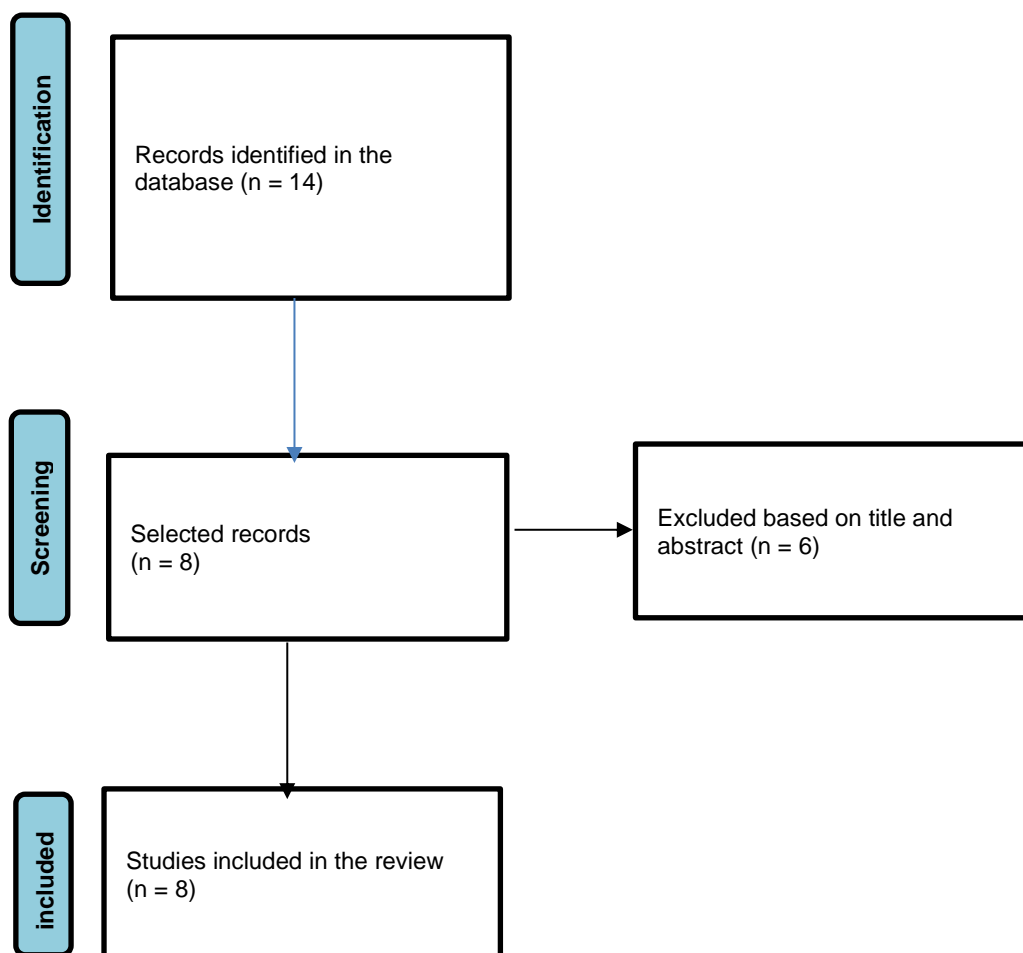 Identification
Records identified in the
database (n = 14)
Screening
Selected records
(n = 8)
Excluded based on title and
abstract (n = 6)
included
Studies included in the review
(n = 8)